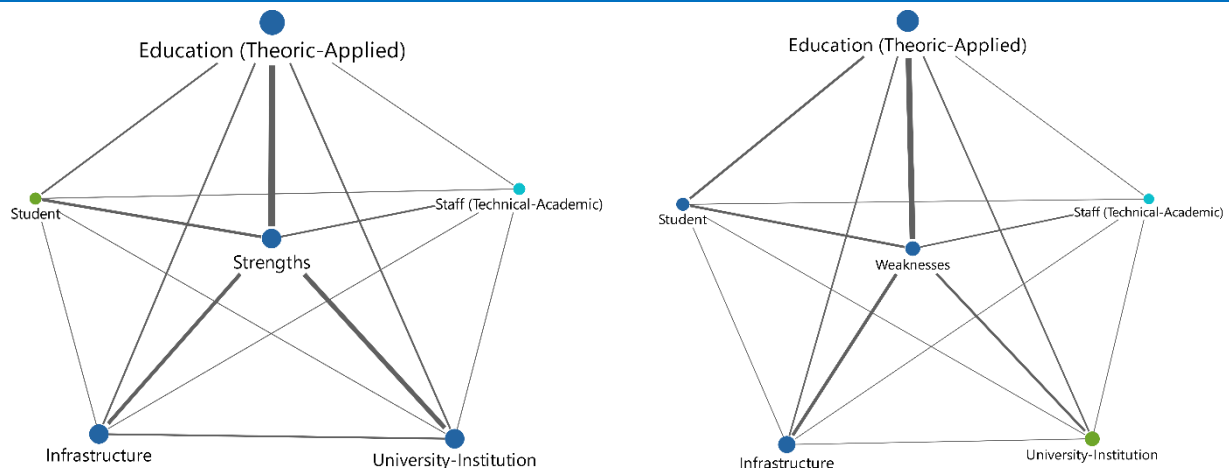 Education (Theoric-Applied)
Student
Staff (Technical-Academic)
Strengths
Infrastructure
University-Institution
Education (Theoric-Applied)
Student
Staff (Technical-Academic)
Weaknesses
Infrastructure
University-Institution